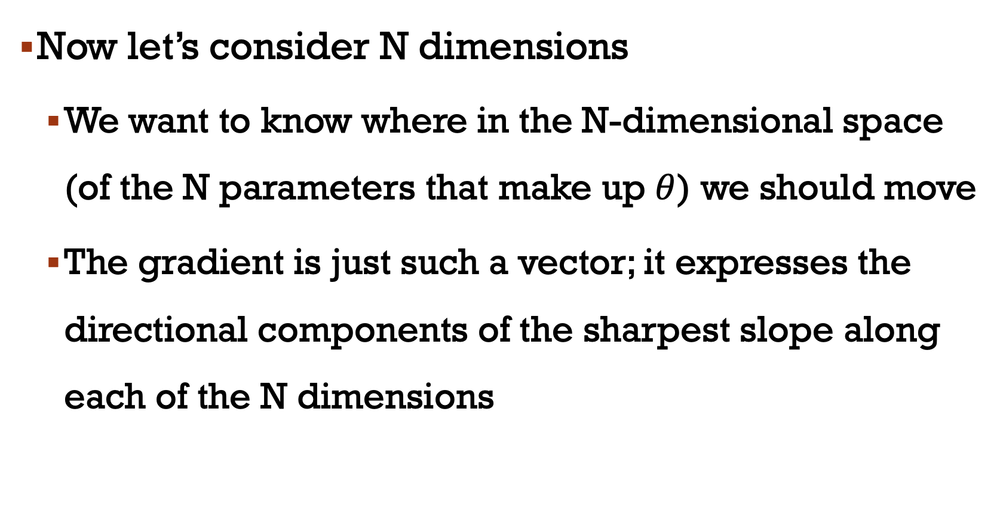 ▪Now let’s consider N dimensions
▪We want to know where in the N-dimensional space
(of the N parameters that make up 𝜃) we should move
▪The gradient is just such a vector; it expresses the
directional components of the sharpest slope along
each of the N dimensions